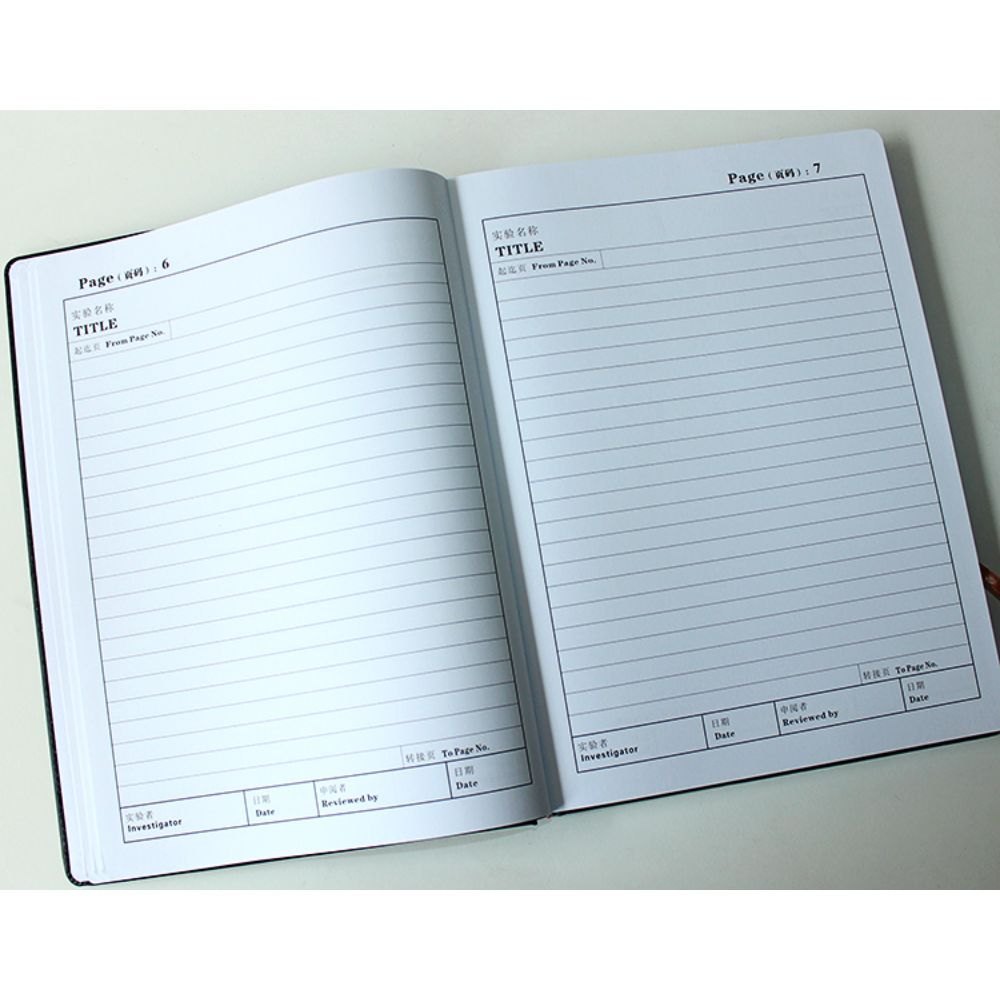 Page(页码): 6
实验名称
TITLE
起迄页 From Page No.
转接页 To Page No.
实验者
Investigator
日期
Date
申阅者
Reviewed by
日期
Date
Page(页码): 7
实验名称
TITLE
起迄页 From Page No.
转接页 To Page No.
实验者
Investigator
日期
Date
申阅者
Reviewed by
日期
Date